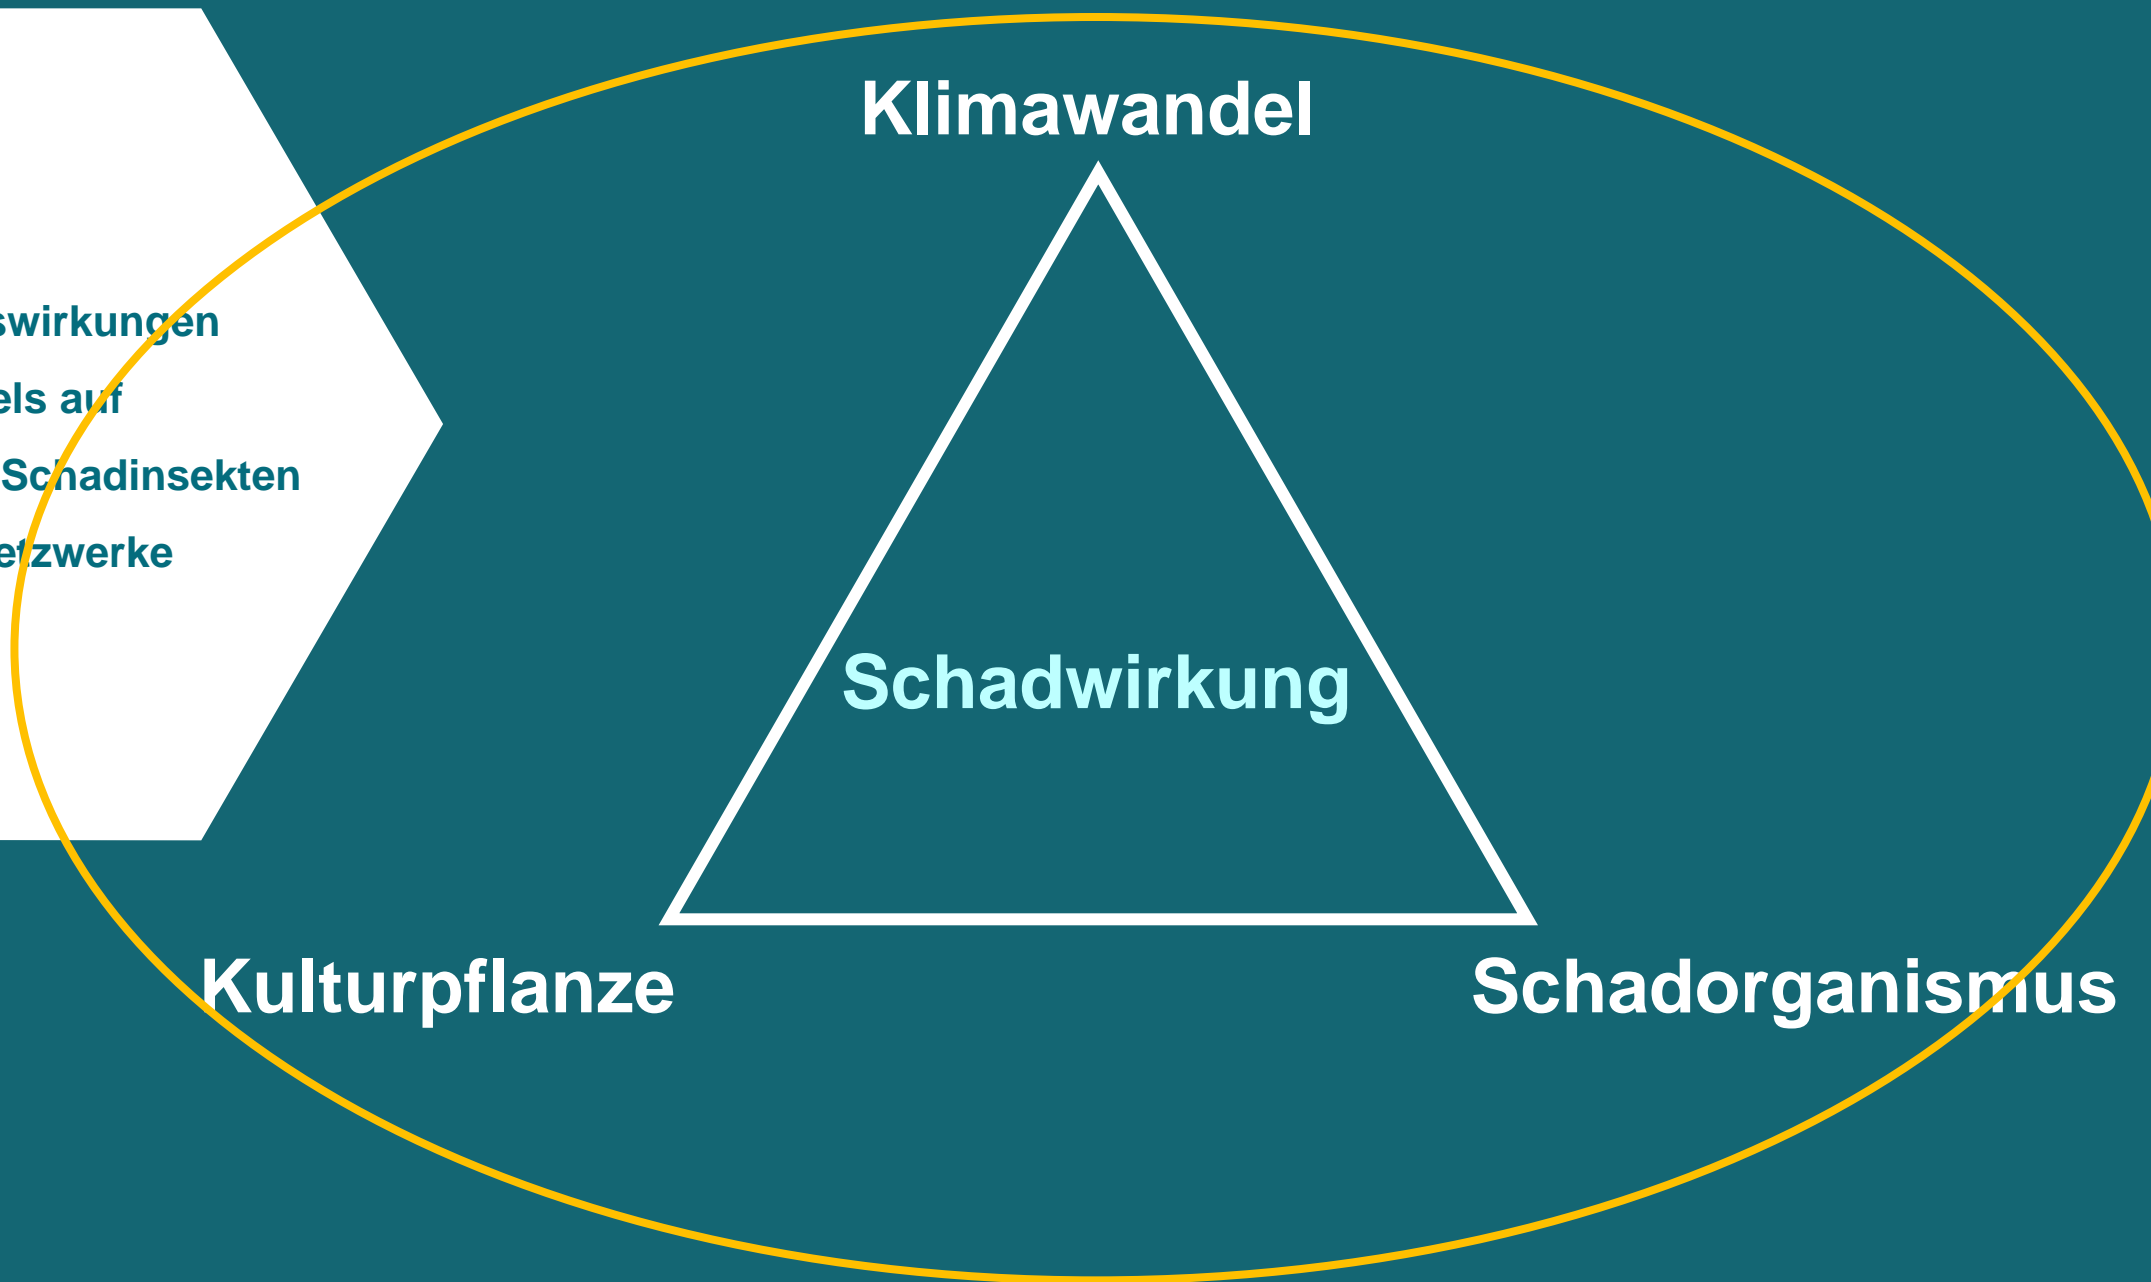 Klimawandel
swirkungen
els auf
Schadinsekten
etzwerke
Schadwirkung
Kulturpflanze
Schadorganismus